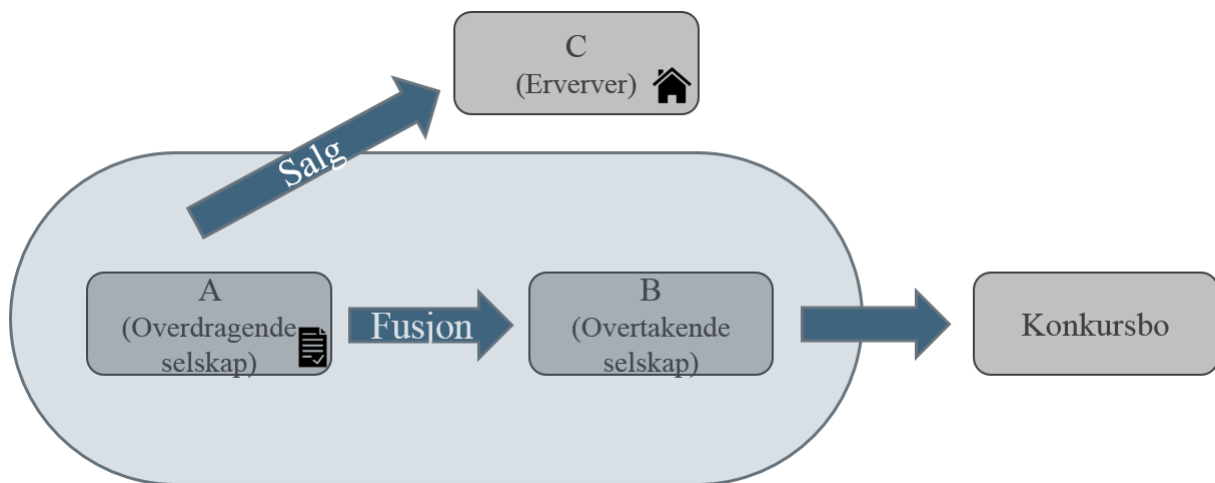 C
(Erverver)
Salg
A
(Overdragende
selskap)
Fusjon
B
(Overtakende
selskap)
Konkursbo